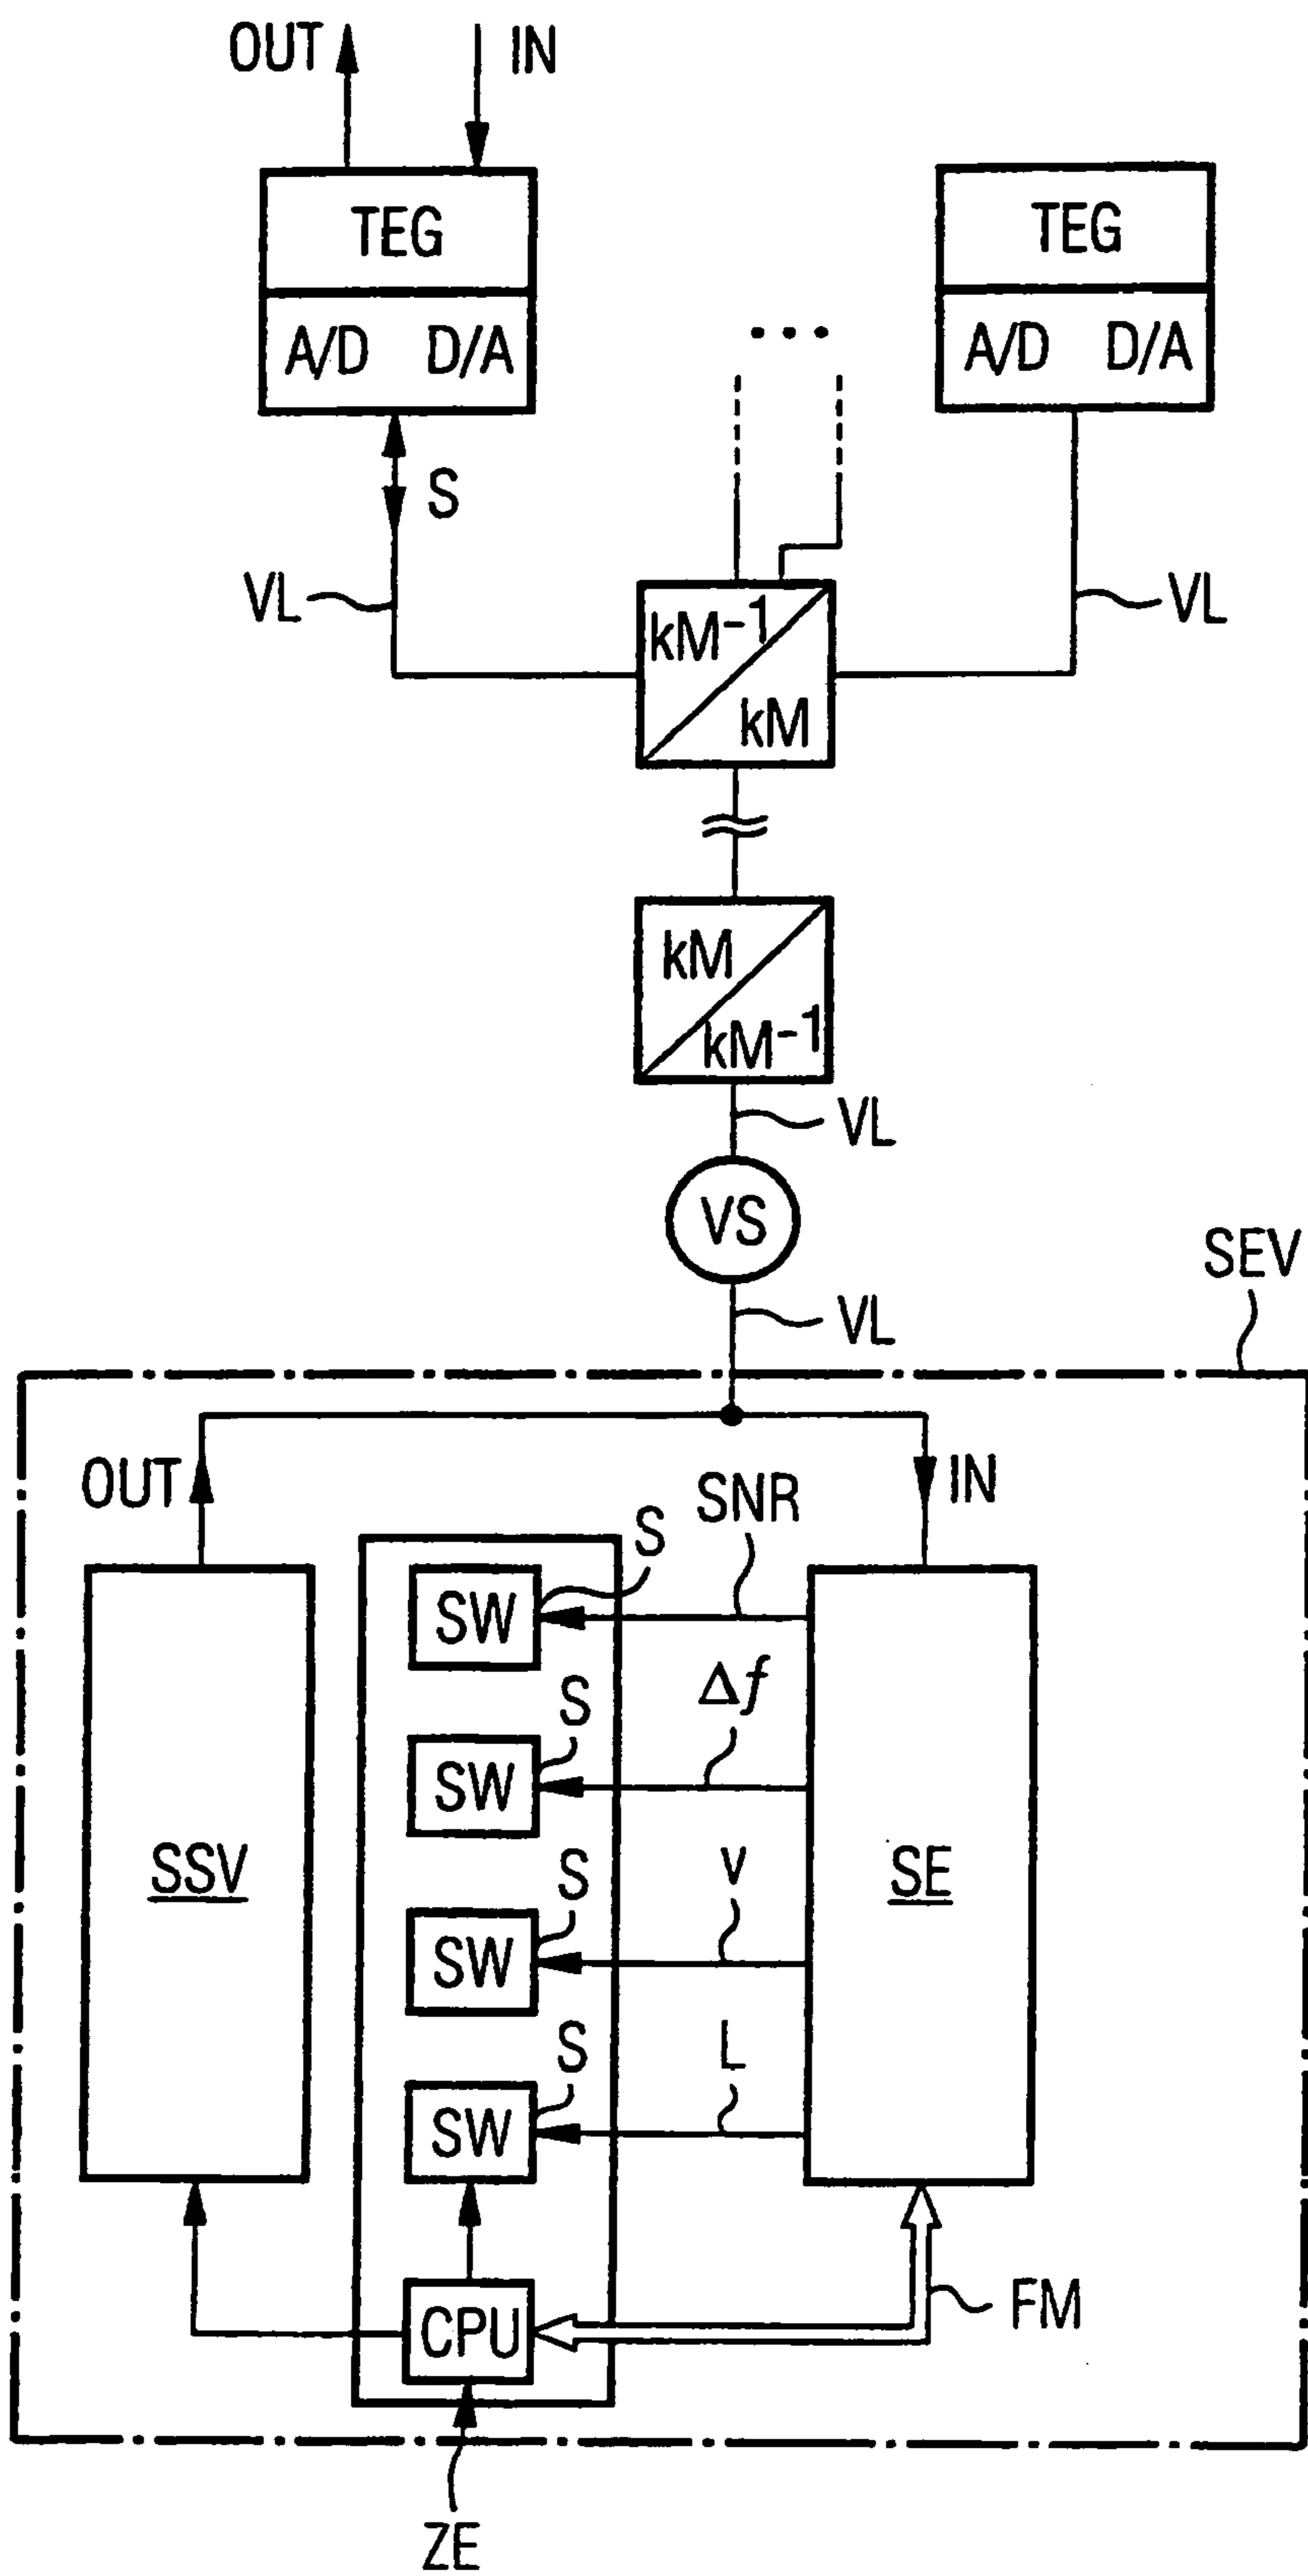 OUT IN
TEG TEG
A/D D/A A/D D/A
...
S
VL VL
kM⁻¹
kM
kM
kM⁻¹
VL
VS
SEV
VL
OUT SNR IN
S
SW
Δf
S
SW
SSV SE
S v
SW
S L
SW
CPU FM
ZE